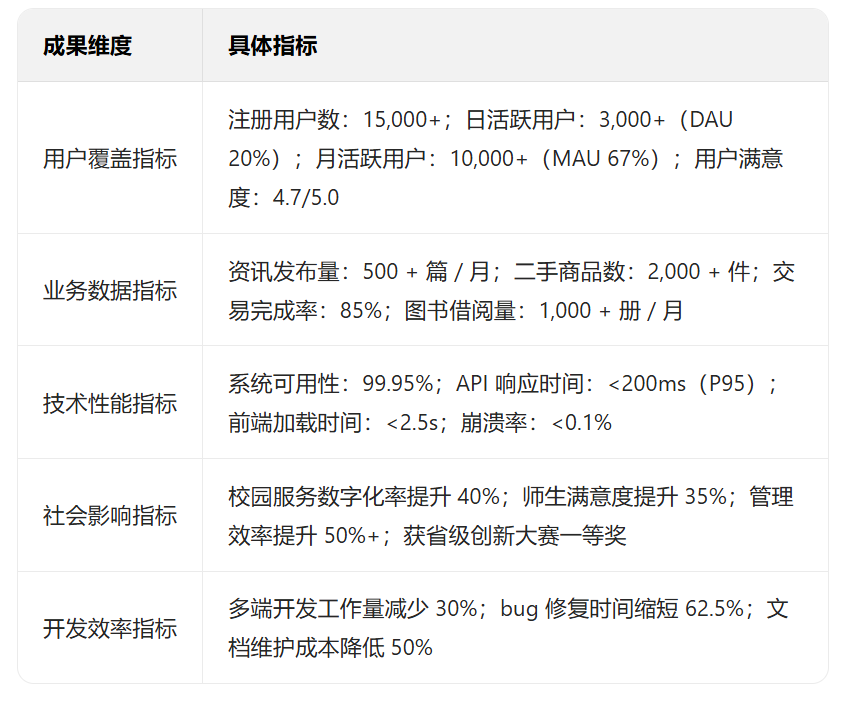 成果维度
具体指标
用户覆盖指标
注册用户数：15,000+；日活跃用户：3,000+（DAU
20%）；月活跃用户：10,000+（MAU 67%）；用户满意
度：4.7/5.0
业务数据指标
资讯发布量：500 + 篇 / 月；二手商品数：2,000 + 件；交
易完成率：85%；图书借阅量：1,000 + 册 / 月
技术性能指标
系统可用性：99.95%；API 响应时间：<200ms（P95）；
前端加载时间：<2.5s；崩溃率：<0.1%
社会影响指标
校园服务数字化率提升 40%；师生满意度提升 35%；管理
效率提升 50%+；获省级创新大赛一等奖
开发效率指标
多端开发工作量减少 30%；bug 修复时间缩短 62.5%；文
档维护成本降低 50%